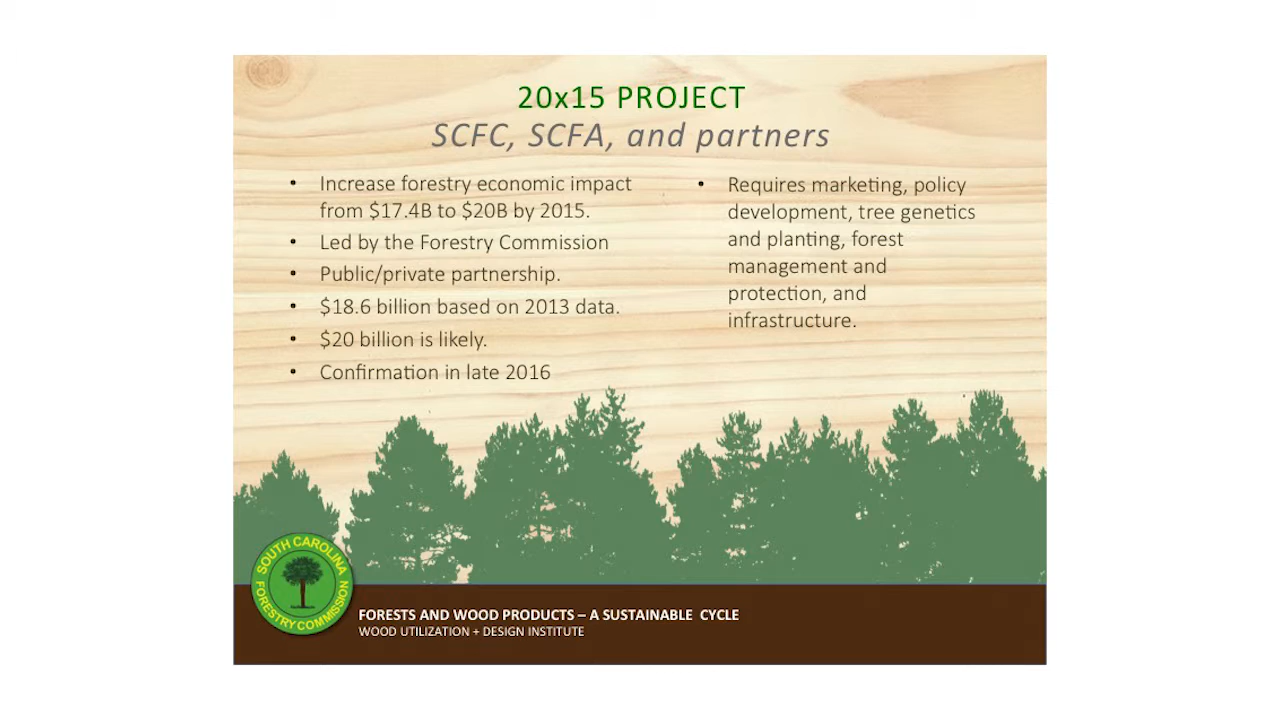 20x15 PROJECT
SCFC, SCFA, and partners
• Increase forestry economic impact
from $17.4B to $20B by 2015.
• Led by the Forestry Commission
• Public/private partnership.
• $18.6 billion based on 2013 data.
• $20 billion is likely.
• Confirmation in late 2016
• Requires marketing, policy
development, tree genetics
and planting, forest
management and
protection, and
infrastructure.
SOUTH CAROLINA
FORESTRY COMMISSION
FORESTS AND WOOD PRODUCTS – A SUSTAINABLE CYCLE
WOOD UTILIZATION + DESIGN INSTITUTE